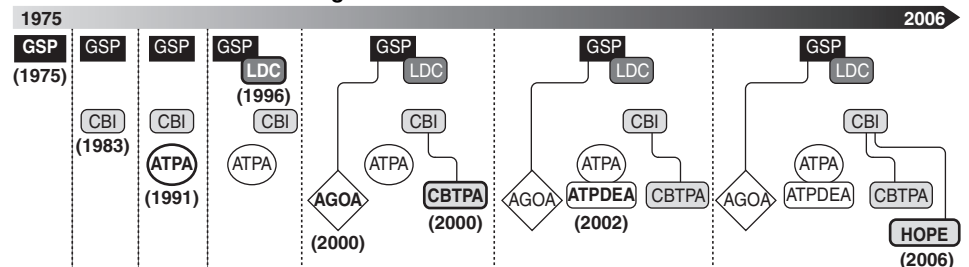 1975 2006
GSP GSP GSP GSP GSP GSP GSP
(1975) LDC LDC LDC LDC
(1996)
CBI CBI CBI CBI CBI CBI
(1983)
ATPA ATPA ATPA ATPA ATPA
(1991)
AGOA CBTPA AGOA ATPDEA CBTPA AGOA ATPDEA CBTPA
(2000) (2000) (2002)
HOPE
(2006)